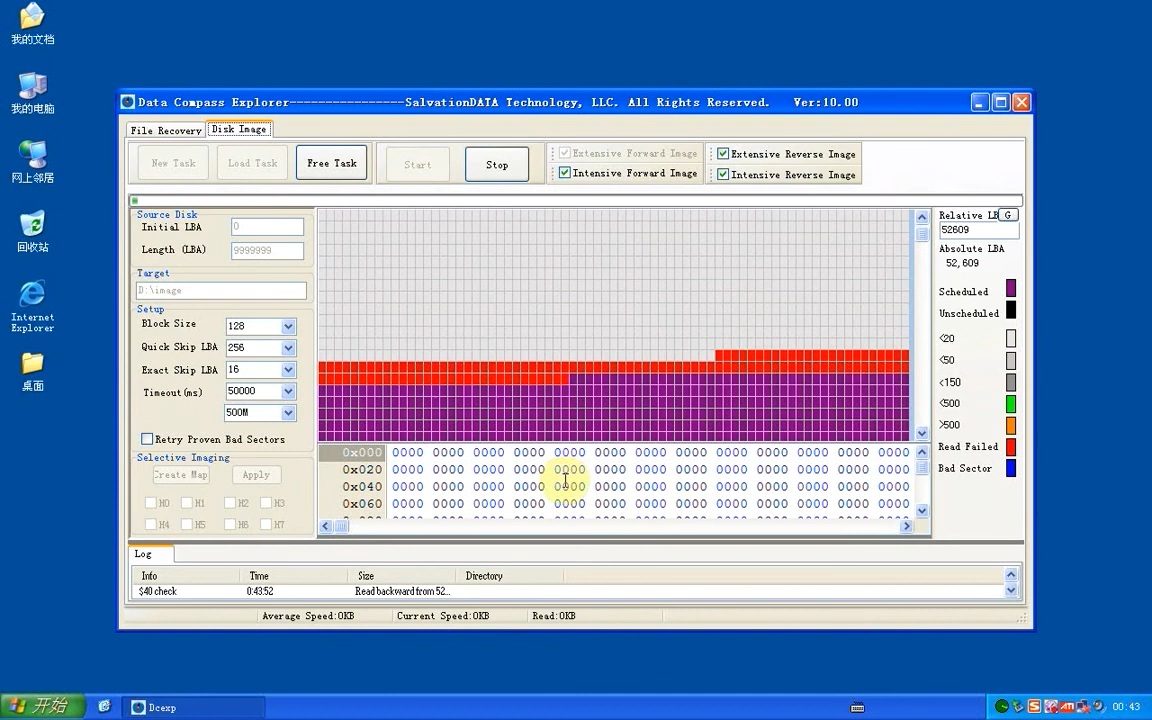 我的文档
我的电脑
网上邻居
回收站
Internet
Explorer
桌面
Data Compass Explorer----------------SalvationDATA Technology, LLC. All Rights Reserved. Ver:10.00
File Recovery Disk Image
New Task Load Task Free Task Start Stop
Extensive Forward Image Extensive Reverse Image
Intensive Forward Image Intensive Reverse Image
Source Disk
Initial LBA 0
Length (LBA) 9999999
Target
D:\image
Setup
Block Size 128
Quick Skip LBA 256
Exact Skip LBA 16
Timeout(ms) 50000
500M
Retry Proven Bad Sectors
Selective Imaging
Create Map Apply
H0 H1 H2 H3
H4 H5 H6 H7
0x000 0000 0000 0000 0000 0000 0000 0000 0000 0000 0000 0000 0000 0000
0x020 0000 0000 0000 0000 0000 0000 0000 0000 0000 0000 0000 0000 0000
0x040 0000 0000 0000 0000 0000 0000 0000 0000 0000 0000 0000 0000 0000
0x060 0000 0000 0000 0000 0000 0000 0000 0000 0000 0000 0000 0000 0000
Relative LB G
52609
Absolute LBA
52,609
Scheduled
Unscheduled
<20
<50
<150
<500
>500
Read Failed
Bad Sector
Log
Info Time Size Directory
$40 check 0:43:52 Read backward from 52...
Average Speed:0KB Current Speed:0KB Read:0KB
开始 Dcexp 00:43